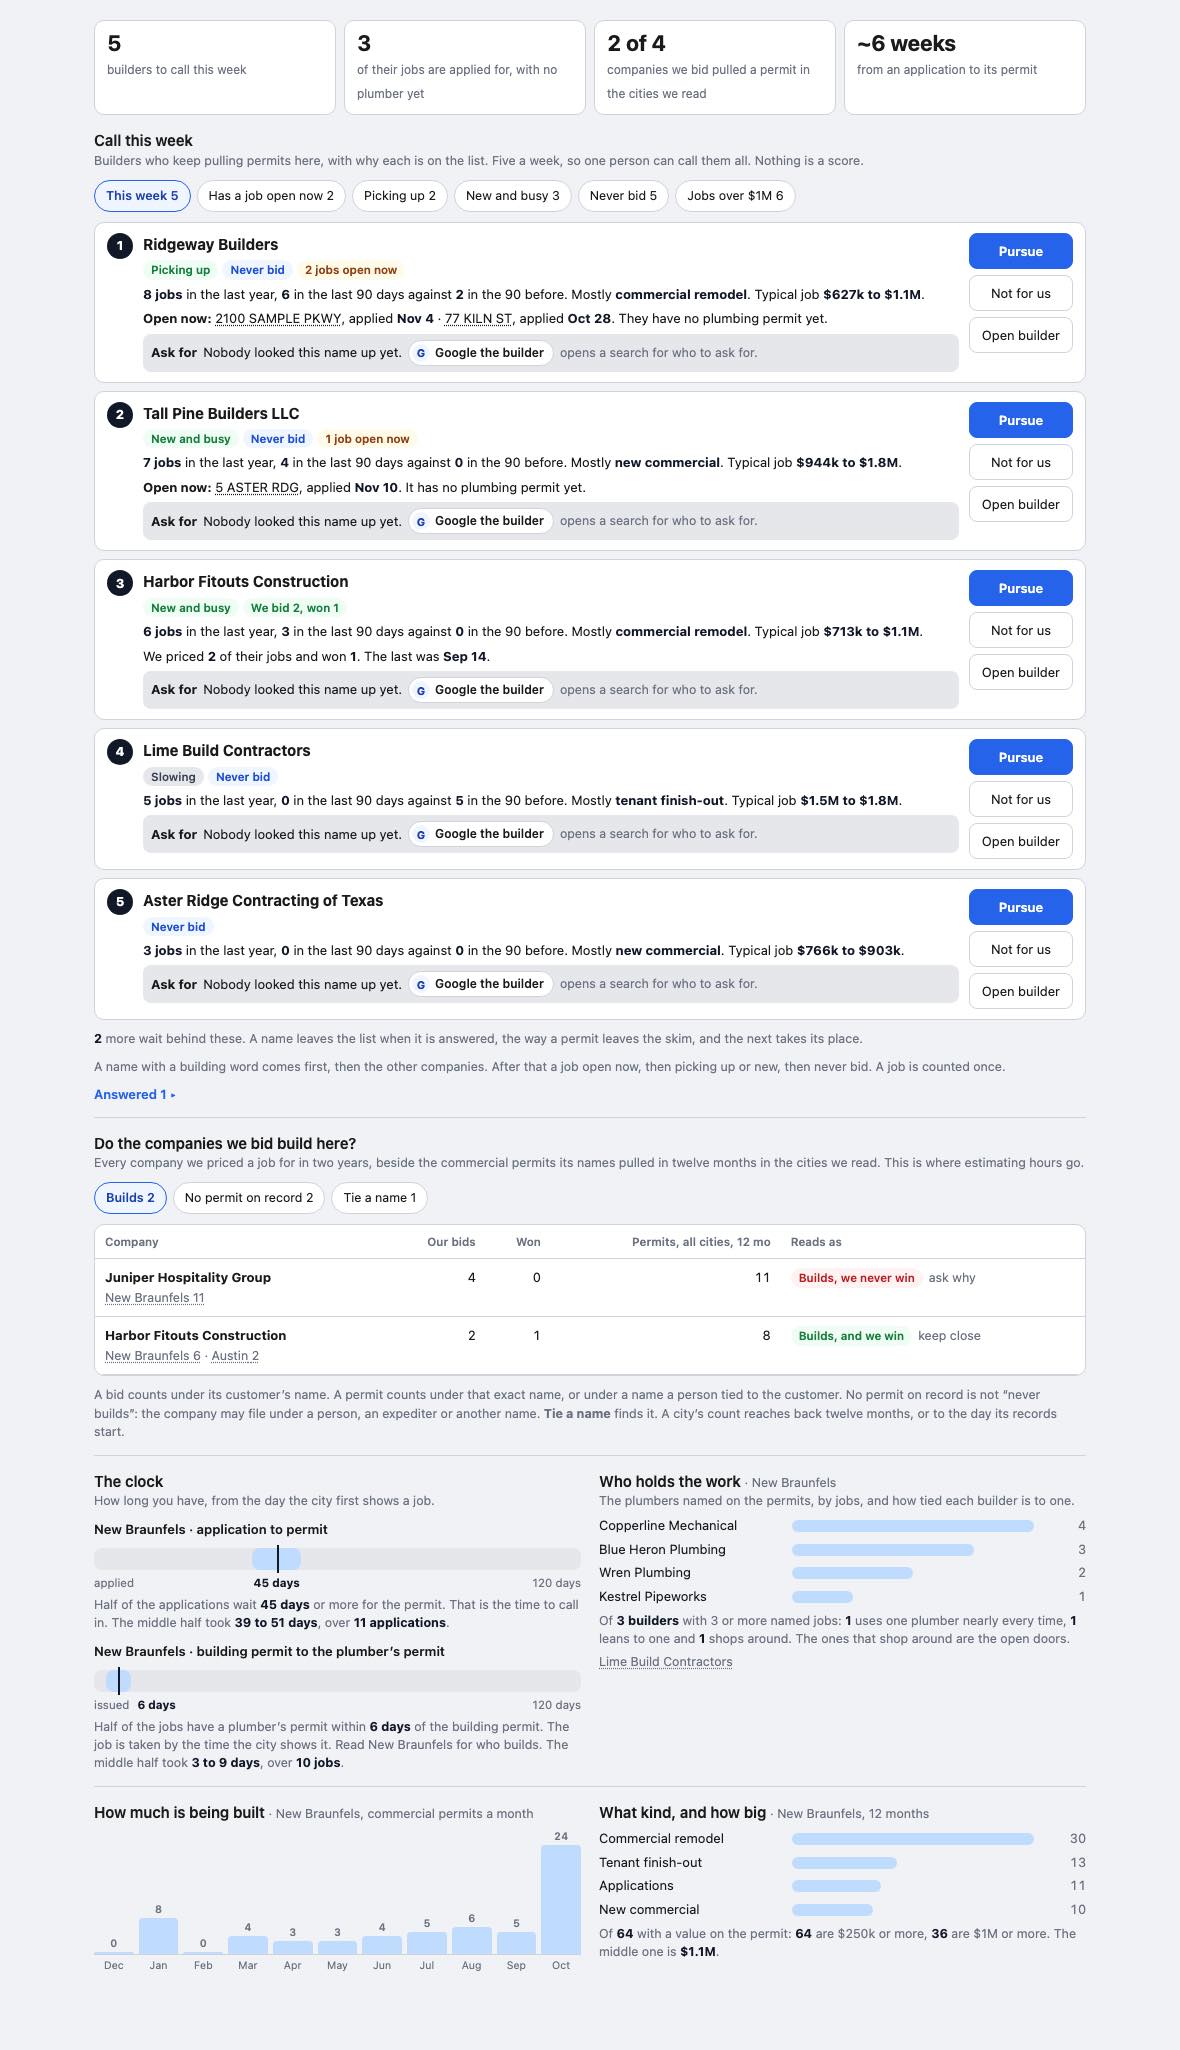 5
builders to call this week
3
of their jobs are applied for, with no
plumber yet
2 of 4
companies we bid pulled a permit in
the cities we read
~6 weeks
from an application to its permit
Call this week
Builders who keep pulling permits here, with why each is on the list. Five a week, so one person can call them all. Nothing is a score.
This week 5
Has a job open now 2
Picking up 2
New and busy 3
Never bid 5
Jobs over $1M 6
1
Ridgeway Builders
Picking up
Never bid
2 jobs open now
8 jobs in the last year, 6 in the last 90 days against 2 in the 90 before. Mostly commercial remodel. Typical job $627k to $1.1M.
Open now: 2100 SAMPLE PKWY, applied Nov 4 · 77 KILN ST, applied Oct 28. They have no plumbing permit yet.
Ask for Nobody looked this name up yet. G Google the builder opens a search for who to ask for.
Pursue
Not for us
Open builder
2
Tall Pine Builders LLC
New and busy
Never bid
1 job open now
7 jobs in the last year, 4 in the last 90 days against 0 in the 90 before. Mostly new commercial. Typical job $944k to $1.8M.
Open now: 5 ASTER RDG, applied Nov 10. It has no plumbing permit yet.
Ask for Nobody looked this name up yet. G Google the builder opens a search for who to ask for.
Pursue
Not for us
Open builder
3
Harbor Fitouts Construction
New and busy
We bid 2, won 1
6 jobs in the last year, 3 in the last 90 days against 0 in the 90 before. Mostly commercial remodel. Typical job $713k to $1.1M.
We priced 2 of their jobs and won 1. The last was Sep 14.
Ask for Nobody looked this name up yet. G Google the builder opens a search for who to ask for.
Pursue
Not for us
Open builder
4
Lime Build Contractors
Slowing
Never bid
5 jobs in the last year, 0 in the last 90 days against 5 in the 90 before. Mostly tenant finish-out. Typical job $1.5M to $1.8M.
Ask for Nobody looked this name up yet. G Google the builder opens a search for who to ask for.
Pursue
Not for us
Open builder
5
Aster Ridge Contracting of Texas
Never bid
3 jobs in the last year, 0 in the last 90 days against 0 in the 90 before. Mostly new commercial. Typical job $766k to $903k.
Ask for Nobody looked this name up yet. G Google the builder opens a search for who to ask for.
Pursue
Not for us
Open builder
2 more wait behind these. A name leaves the list when it is answered, the way a permit leaves the skim, and the next takes its place.
A name with a building word comes first, then the other companies. After that a job open now, then picking up or new, then never bid. A job is counted once.
Answered 1 ▸
Do the companies we bid build here?
Every company we priced a job for in two years, beside the commercial permits its names pulled in twelve months in the cities we read. This is where estimating hours go.
Builds 2
No permit on record 2
Tie a name 1
Company Our bids Won Permits, all cities, 12 mo Reads as
Juniper Hospitality Group 4 0 11 Builds, we never win ask why
New Braunfels 11
Harbor Fitouts Construction 2 1 8 Builds, and we win keep close
New Braunfels 6 · Austin 2
A bid counts under its customer’s name. A permit counts under that exact name, or under a name a person tied to the customer. No permit on record is not “never
builds”: the company may file under a person, an expediter or another name. Tie a name finds it. A city’s count reaches back twelve months, or to the day its records
start.
The clock
How long you have, from the day the city first shows a job.
New Braunfels · application to permit
applied 45 days 120 days
Half of the applications wait 45 days or more for the permit. That is the time to call
in. The middle half took 39 to 51 days, over 11 applications.
New Braunfels · building permit to the plumber’s permit
issued 6 days 120 days
Half of the jobs have a plumber’s permit within 6 days of the building permit. The
job is taken by the time the city shows it. Read New Braunfels for who builds. The
middle half took 3 to 9 days, over 10 jobs.
Who holds the work · New Braunfels
The plumbers named on the permits, by jobs, and how tied each builder is to one.
Copperline Mechanical 4
Blue Heron Plumbing 3
Wren Plumbing 2
Kestrel Pipeworks 1
Of 3 builders with 3 or more named jobs: 1 uses one plumber nearly every time, 1
leans to one and 1 shops around. The ones that shop around are the open doors.
Lime Build Contractors
How much is being built · New Braunfels, commercial permits a month
0 8 0 4 3 3 4 5 6 5 24
Dec Jan Feb Mar Apr May Jun Jul Aug Sep Oct
What kind, and how big · New Braunfels, 12 months
Commercial remodel 30
Tenant finish-out 13
Applications 11
New commercial 10
Of 64 with a value on the permit: 64 are $250k or more, 36 are $1M or more. The
middle one is $1.1M.